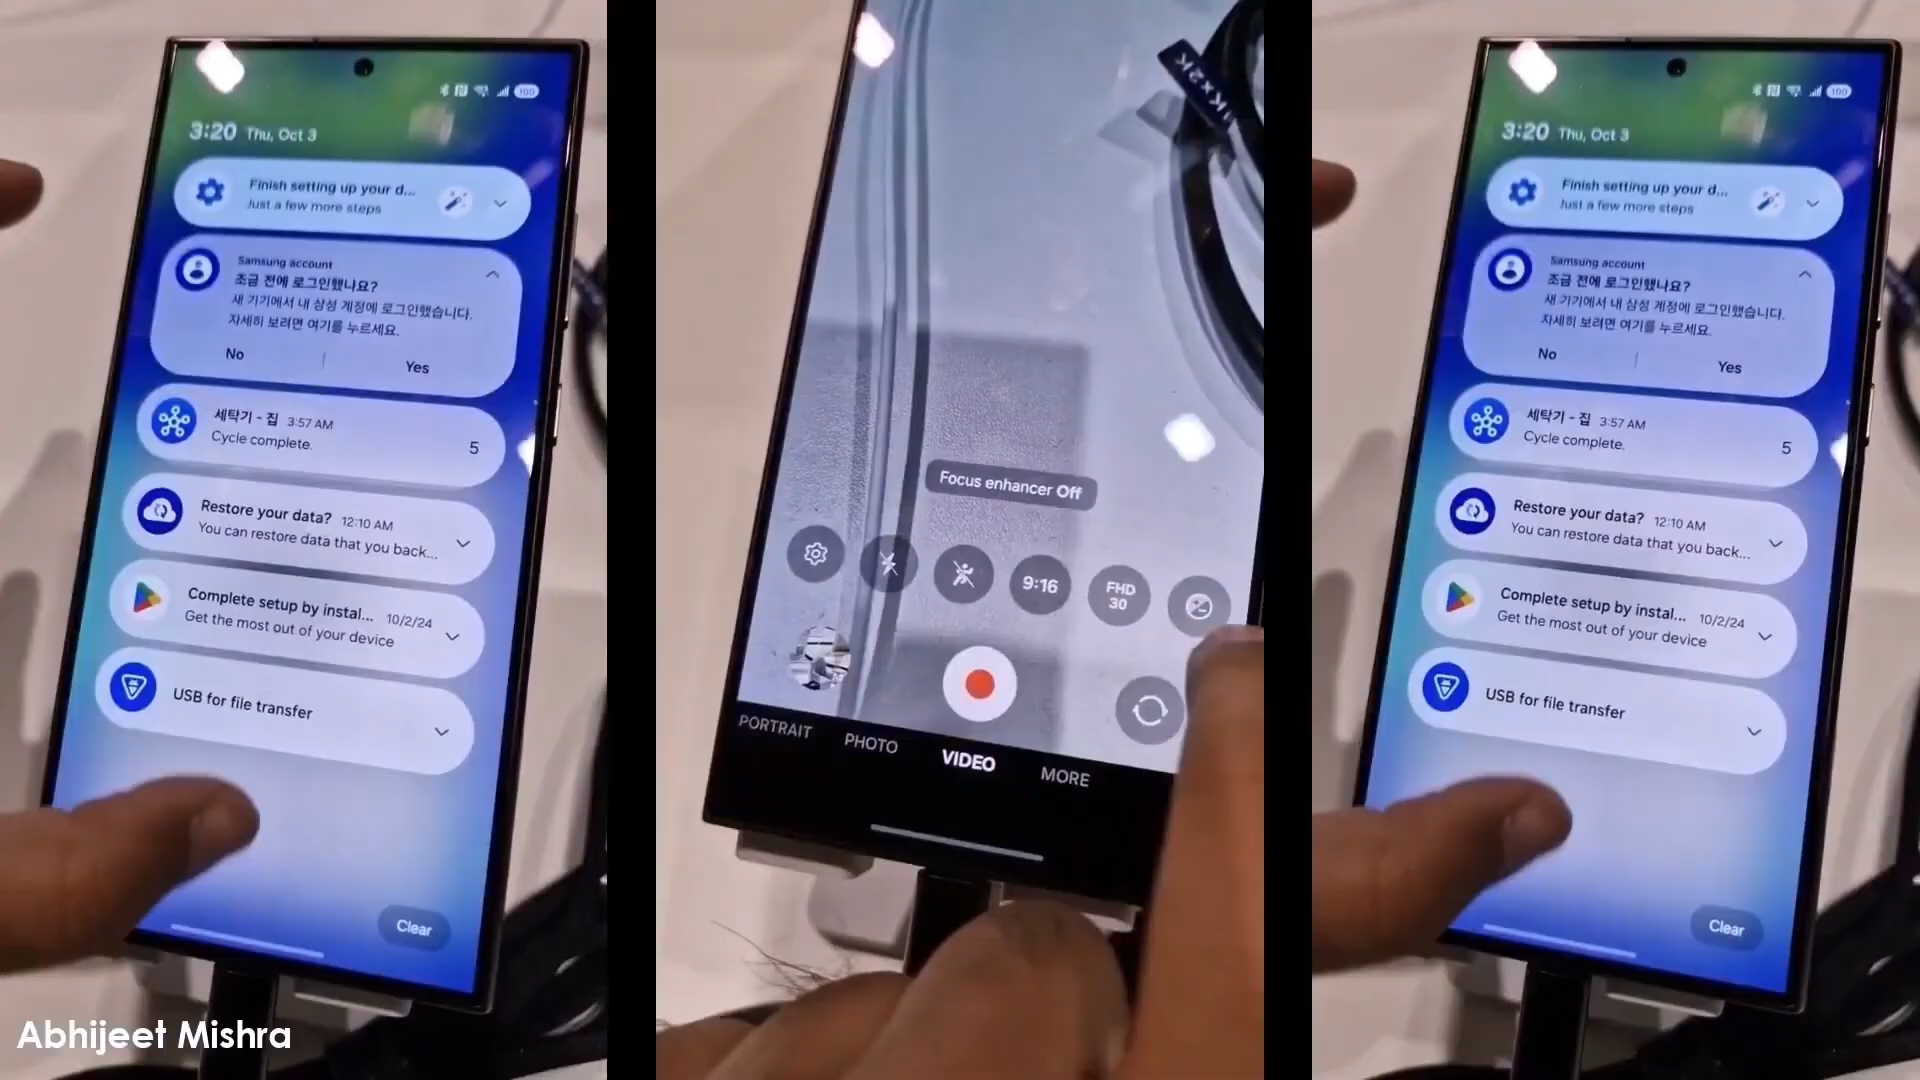 100
3:20 Thu, Oct 3
Finish setting up your d...
Just a few more steps
Samsung account
조금 전에 로그인했나요?
새 기기에서 내 삼성 계정에 로그인했습니다.
자세히 보려면 여기를 누르세요.
No
Yes
세탁기 - 집 3:57 AM
Cycle complete.
5
Restore your data? 12:10 AM
You can restore data that you back...
Complete setup by instal... 10/2/24
Get the most out of your device
USB for file transfer
Clear
Abhijeet Mishra
Focus enhancer Off
9:16
FHD
30
PORTRAIT
PHOTO
VIDEO
MORE
100
3:20 Thu, Oct 3
Finish setting up your d...
Just a few more steps
Samsung account
조금 전에 로그인했나요?
새 기기에서 내 삼성 계정에 로그인했습니다.
자세히 보려면 여기를 누르세요.
No
Yes
세탁기 - 집 3:57 AM
Cycle complete.
5
Restore your data? 12:10 AM
You can restore data that you back...
Complete setup by instal... 10/2/24
Get the most out of your device
USB for file transfer
Clear